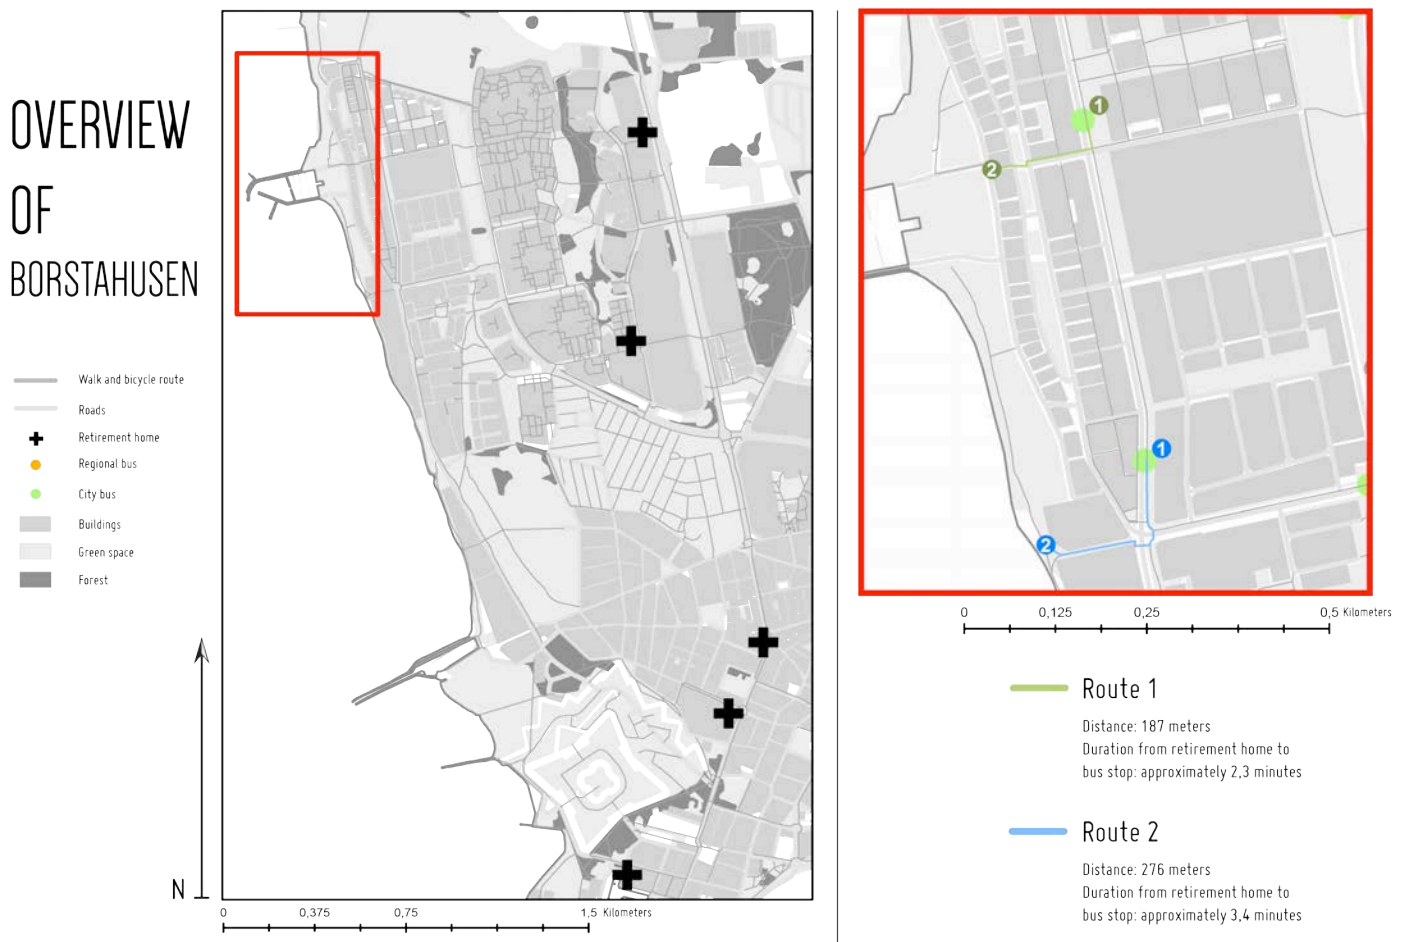 OVERVIEW
OF
BORSTAHUSEN
Walk and bicycle route
Roads
Retirement home
Regional bus
City bus
Buildings
Green space
Forest
N
0 0,375 0,75 1,5 Kilometers
1
2
1
2
0 0,125 0,25 0,5 Kilometers
Route 1
Distance: 187 meters
Duration from retirement home to
bus stop: approximately 2,3 minutes
Route 2
Distance: 276 meters
Duration from retirement home to
bus stop: approximately 3,4 minutes